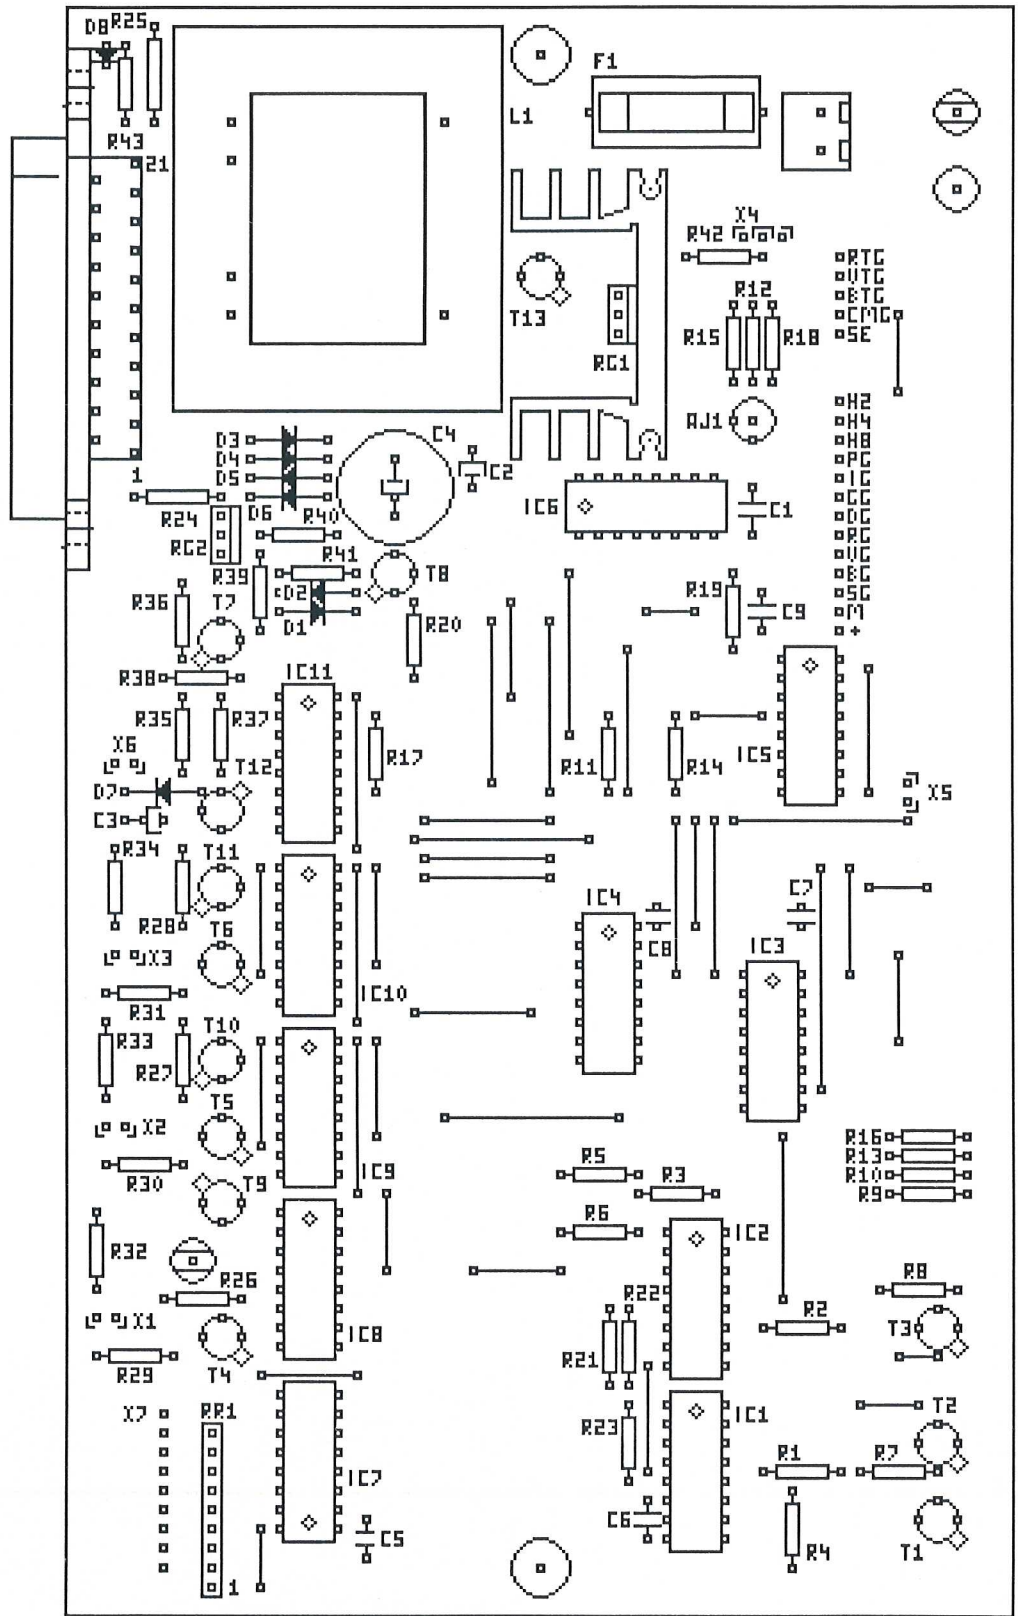 D8
R25
F1
L1
R43
21
X4
R42
RTG
VTG
BTG
CMG
SE
R12
T13
R15
R18
RG1
H2
H4
H8
PG
IG
GG
DG
RG
VG
BG
SG
M
+
AJ1
D3
D4
D5
D6
C4
C2
1
R24
R40
IC6
C1
RG2
R41
R39
D2
D1
T8
R36
T7
R20
R19
C9
R38
IC11
R35
R37
X6
T12
R17
R11
R14
IC5
D7
C3
X5
R34
T11
R28
T6
X3
IC4
C8
C7
IC3
IC10
R31
R33
T10
R27
T5
X2
R30
IC9
T9
R5
R3
R16
R13
R10
R9
R32
R6
IC2
R26
R22
R8
X1
IC8
R2
T3
R29
T4
R21
X7
RR1
IC1
T2
R23
IC7
R1
R7
C5
C6
R4
T1
1